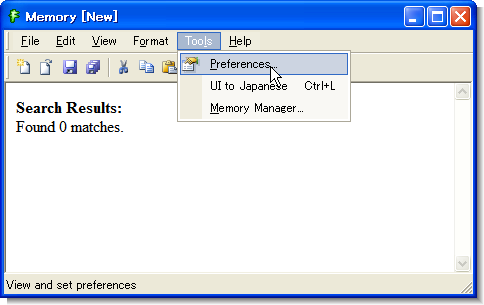 Memory [New]
File Edit View Format Tools Help
Preferences...
UI to Japanese Ctrl+L
Memory Manager...
Search Results:
Found 0 matches.
View and set preferences